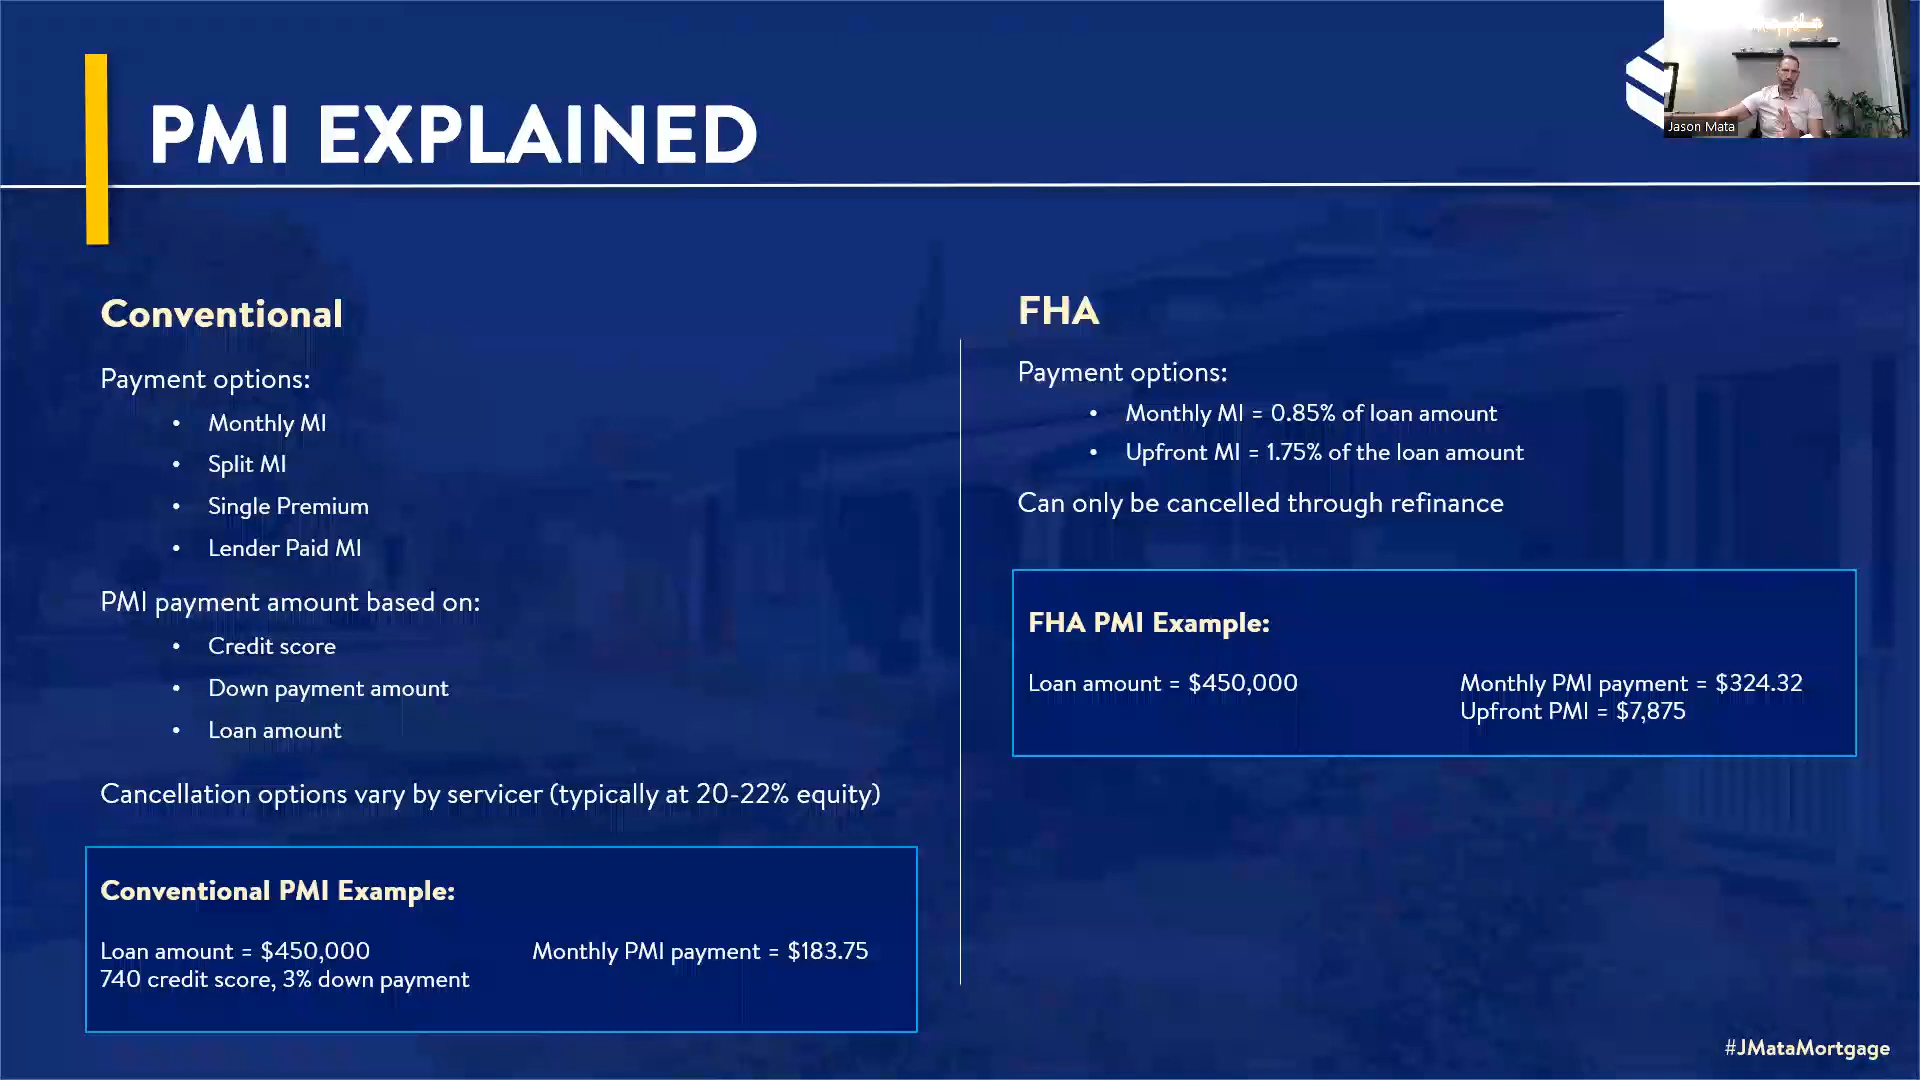 PMI EXPLAINED
Jason Mata
Conventional
Payment options:
• Monthly MI
• Split MI
• Single Premium
• Lender Paid MI
PMI payment amount based on:
• Credit score
• Down payment amount
• Loan amount
Cancellation options vary by servicer (typically at 20-22% equity)
Conventional PMI Example:
Loan amount = $450,000
740 credit score, 3% down payment
Monthly PMI payment = $183.75
FHA
Payment options:
• Monthly MI = 0.85% of loan amount
• Upfront MI = 1.75% of the loan amount
Can only be cancelled through refinance
FHA PMI Example:
Loan amount = $450,000
Monthly PMI payment = $324.32
Upfront PMI = $7,875
#JMataMortgage